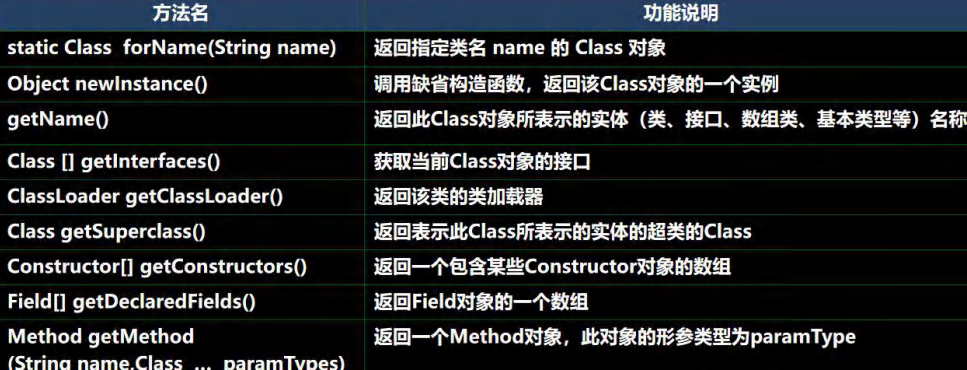 方法名 功能说明
static Class forName(String name) 返回指定类名 name 的 Class 对象
Object newInstance() 调用缺省构造函数，返回该Class对象的一个实例
getName() 返回此Class对象所表示的实体（类、接口、数组类、基本类型等）名称
Class [] getInterfaces() 获取当前Class对象的接口
ClassLoader getClassLoader() 返回该类的类加载器
Class getSuperclass() 返回表示此Class所表示的实体的超类的Class
Constructor[] getConstructors() 返回一个包含某些Constructor对象的数组
Field[] getDeclaredFields() 返回Field对象的一个数组
Method getMethod 返回一个Method对象，此对象的形参类型为paramType
(String name,Class … paramTypes)